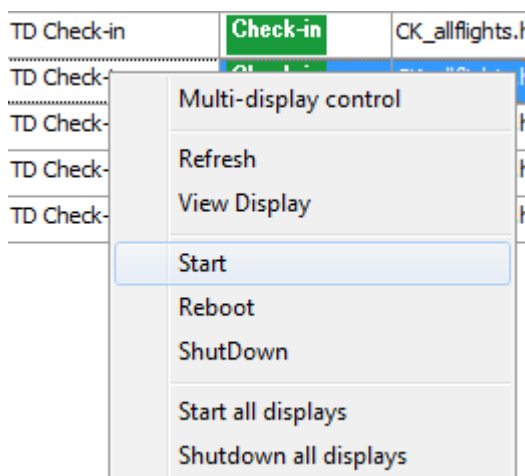 TD Check-in Check-in CK_allflights.h
TD Check-
Multi-display control
TD Check-
Refresh
TD Check-
View Display
TD Check-
Start
Reboot
ShutDown
Start all displays
Shutdown all displays